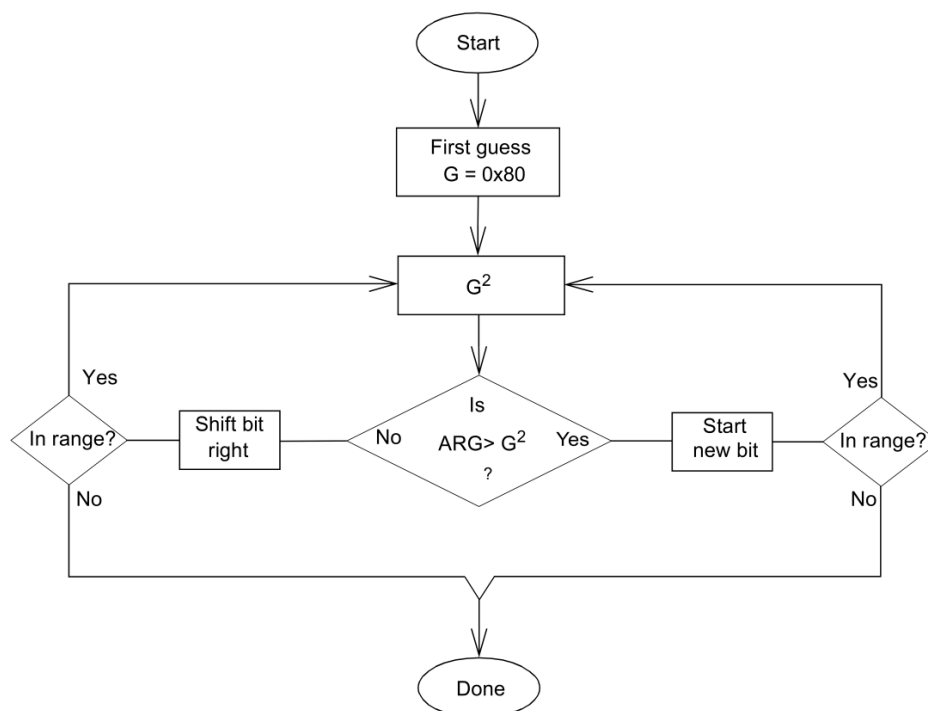 Start
First guess
G = 0x80
G²
Yes
Yes
Is
Shift bit
right
Start
new bit
In range?
No
ARG> G²
Yes
In range?
?
No
No
Done